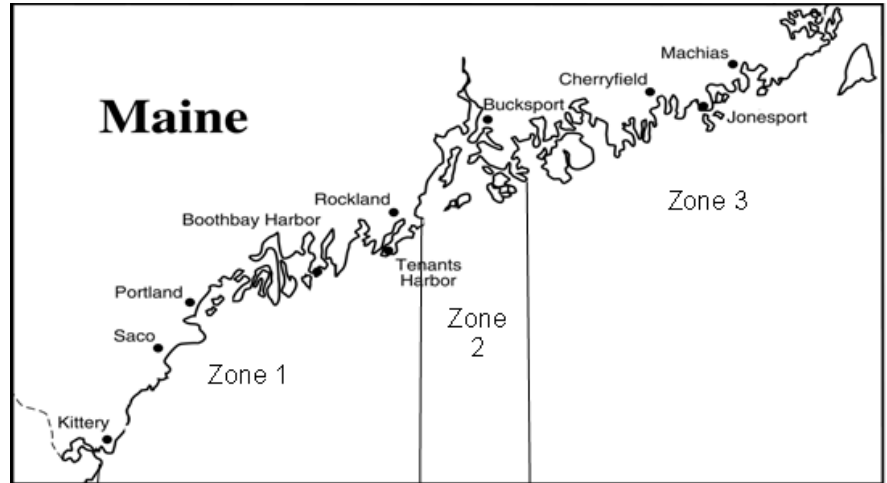 Machias
Cherryfield
Bucksport
Jonesport
Maine
Rockland
Zone 3
Boothbay Harbor
Tenants
Harbor
Portland
Zone
2
Saco
Zone 1
Kittery